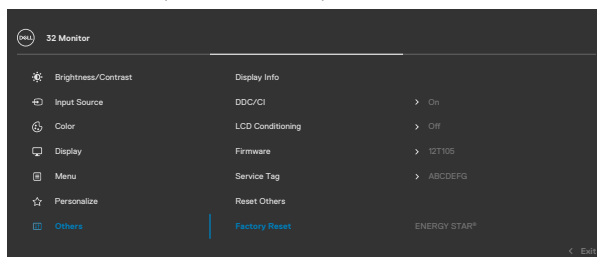 DELL
32 Monitor
Brightness/Contrast Display Info
Input Source DDC/CI > On
Color LCD Conditioning > Off
Display Firmware > 12T105
Menu Service Tag > ABCDEFG
Personalize Reset Others
Others Factory Reset ENERGY STAR®
< Exit